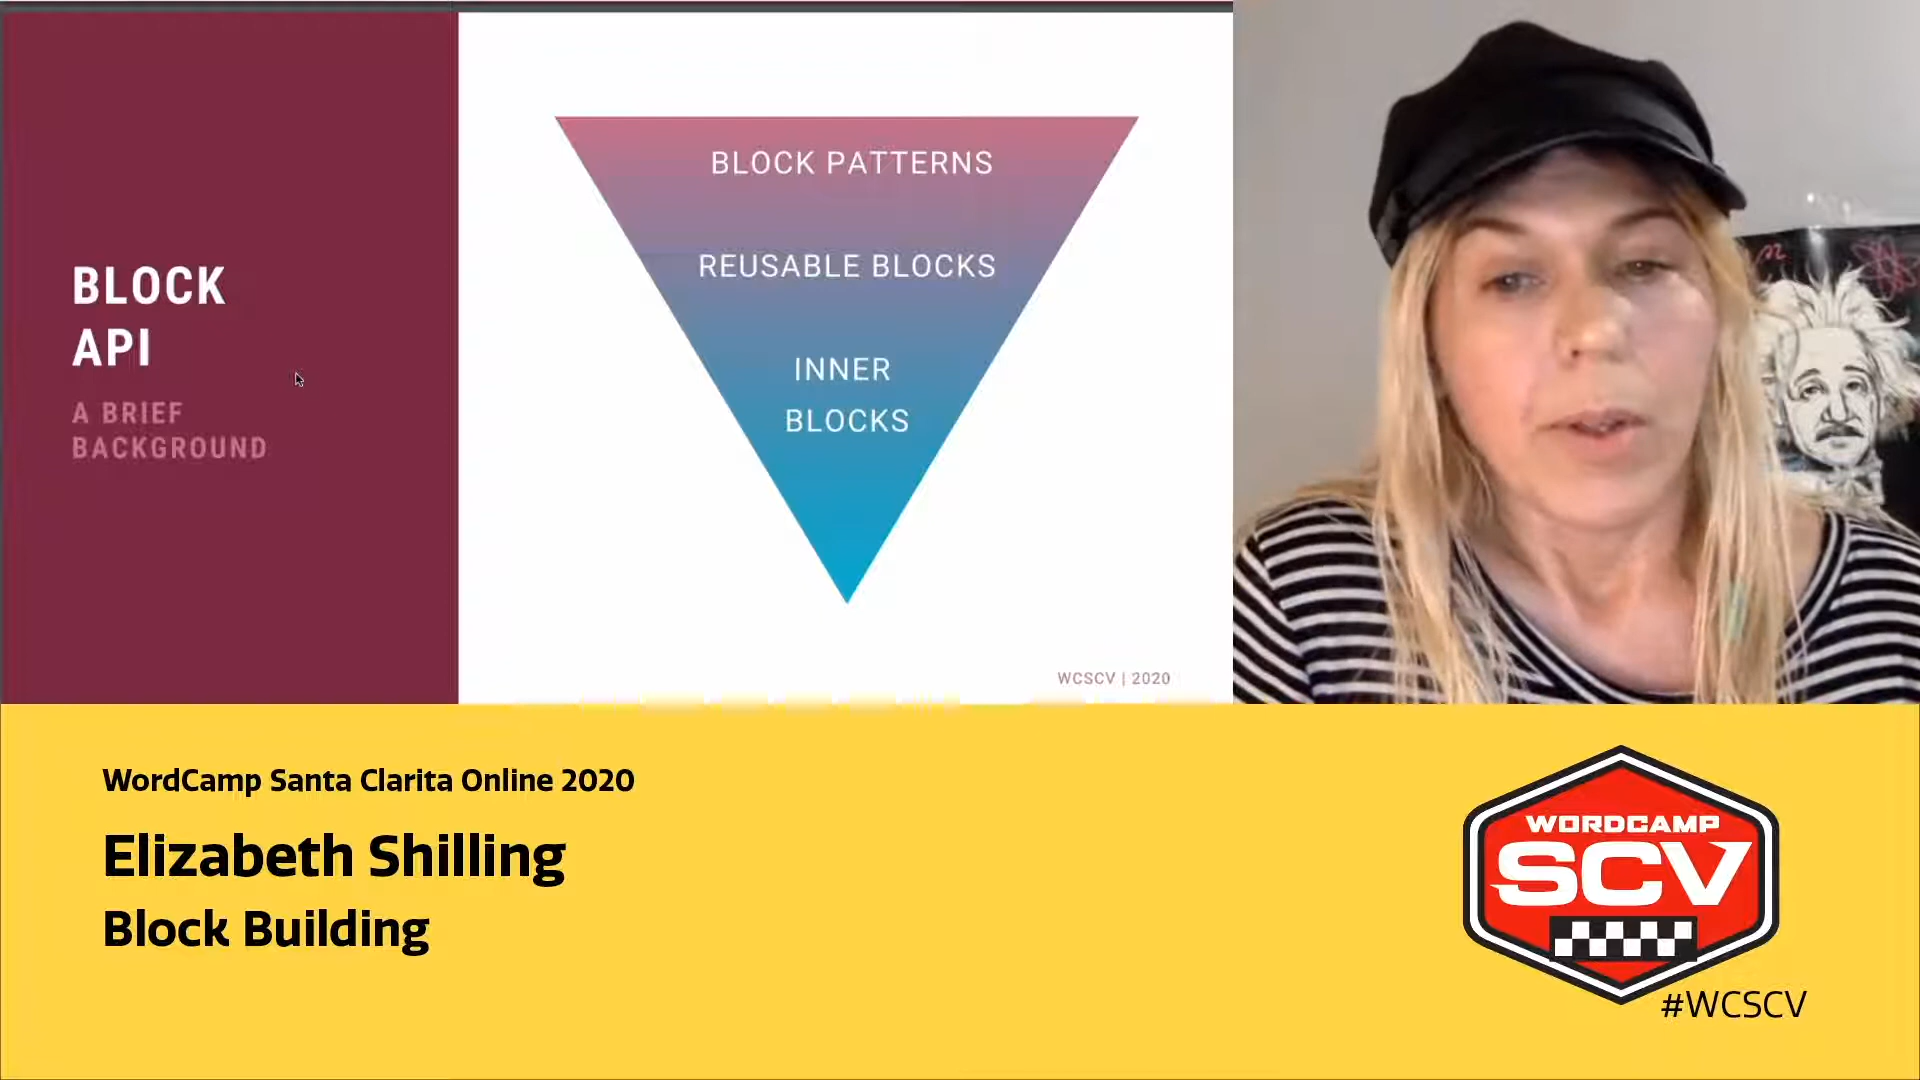 BLOCK
API
A BRIEF
BACKGROUND
BLOCK PATTERNS
REUSABLE BLOCKS
INNER
BLOCKS
WCSCV | 2020
WordCamp Santa Clarita Online 2020
Elizabeth Shilling
Block Building
WORDCAMP
SCV
#WCSCV